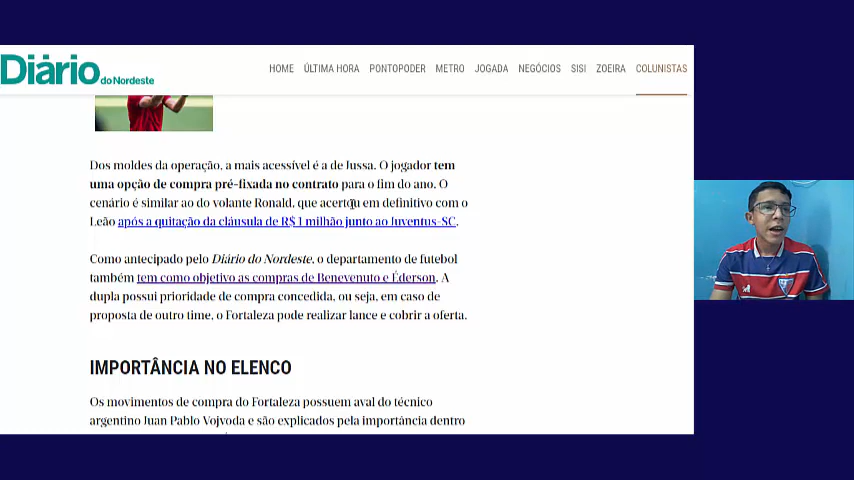 Diário do Nordeste
HOME ÚLTIMA HORA PONTOPODER METRO JOGADA NEGÓCIOS SISI ZOEIRA COLUNISTAS
Dos moldes da operação, a mais acessível é a de Jussa. O jogador tem
uma opção de compra pré-fixada no contrato para o fim do ano. O
cenário é similar ao do volante Ronald, que acertou em definitivo com o
Leão após a quitação da cláusula de R$ 1 milhão junto ao Juventus-SC.
Como antecipado pelo Diário do Nordeste, o departamento de futebol
também tem como objetivo as compras de Benevenuto e Éderson. A
dupla possui prioridade de compra concedida, ou seja, em caso de
proposta de outro time, o Fortaleza pode realizar lance e cobrir a oferta.
IMPORTÂNCIA NO ELENCO
Os movimentos de compra do Fortaleza possuem aval do técnico
argentino Juan Pablo Vojvoda e são explicados pela importância dentro